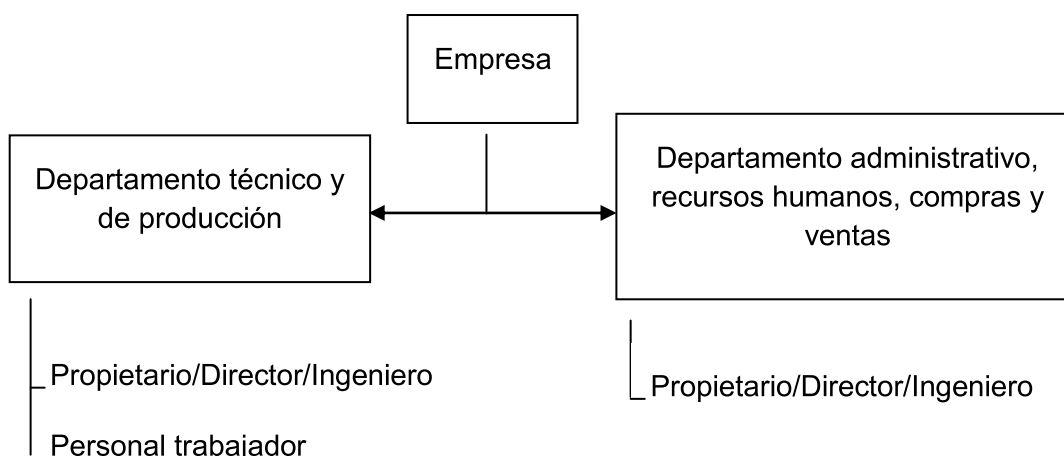 Empresa
Departamento técnico y
de producción
Departamento administrativo,
recursos humanos, compras y
ventas
Propietario/Director/Ingeniero
Personal trabajador
Propietario/Director/Ingeniero